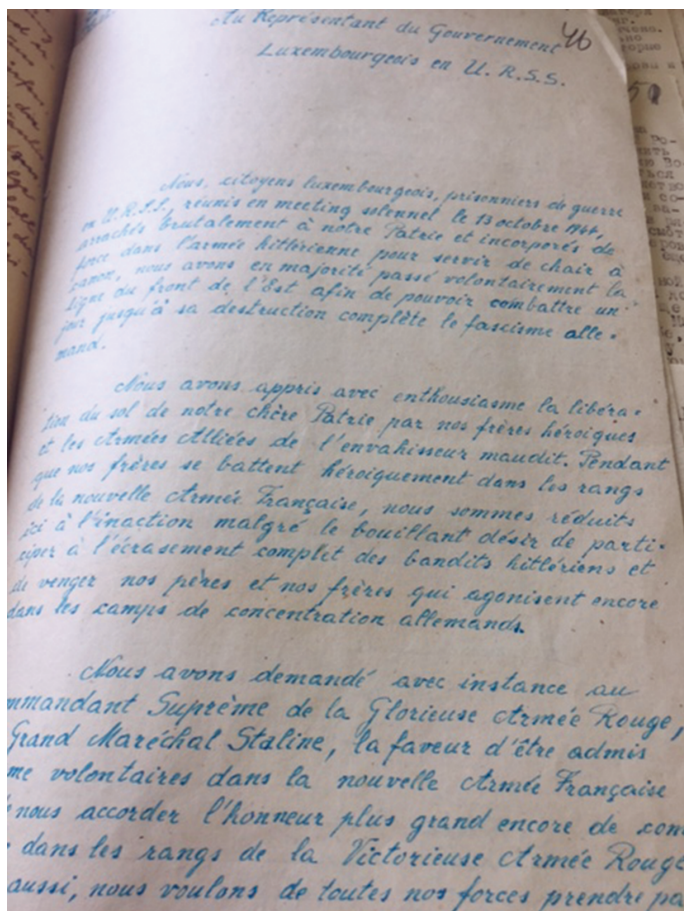 Au Représentant du Gouvernement
46
Luxembourgeois en U.R.S.S.
Nous, citoyens luxembourgeois, prisonniers de guerre
en U.R.S.S., réunis en meeting solennel le 13 octobre 1944,
arrachés brutalement à notre Patrie et incorporés de
force dans l'armée hitlérienne pour servir de chair à
canon, nous avons en majorité passé volontairement la
ligne du front de l'Est afin de pouvoir combattre un
jour jusqu'à sa destruction complète le fascisme alle-
mand.
Nous avons appris avec enthousiasme la libéra-
tion du sol de notre chère Patrie par nos frères héroiques
et les Armées Alliées de l'envahisseur maudit. Pendant
que nos frères se battent héroiquement dans les rangs
de la nouvelle Armée Française, nous sommes réduits
ici à l'inaction malgré le bouillant désir de parti-
ciper à l'écrasement complet des bandits hitlériens et
de venger nos pères et nos frères qui agonisent encore
dans les camps de concentration allemands.
Nous avons demandé avec instance au
mmandant Suprème de la Glorieuse Armée Rouge,
Grand Maréchal Staline, la faveur d'être admis
me volontaires dans la nouvelle Armée Française
nous accorder l'honneur plus grand encore de com
dans les rangs de la Victorieuse Armée Rouge
aussi, nous voulons de toutes nos forces prendre pa